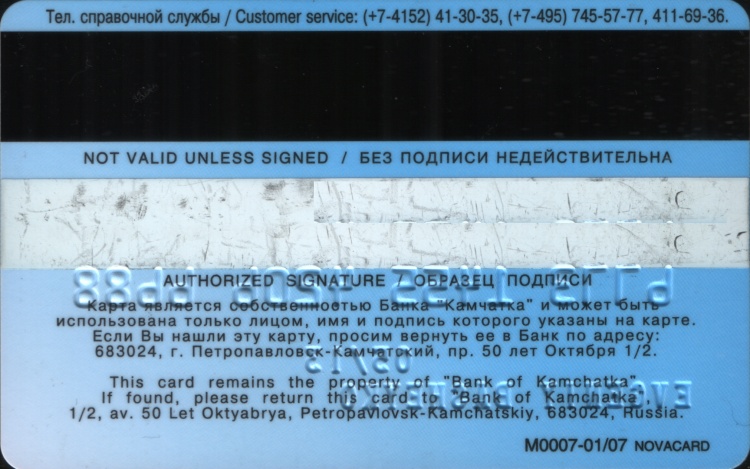 Тел. справочной службы / Customer service: (+7-4152) 41-30-35, (+7-495) 745-57-77, 411-69-36.
NOT VALID UNLESS SIGNED / БЕЗ ПОДПИСИ НЕДЕЙСТВИТЕЛЬНА
AUTHORIZED SIGNATURE / ОБРАЗЕЦ ПОДПИСИ
Карта является собственностью Банка "Камчатка" и может быть
использована только лицом, имя и подпись которого указаны на карте.
Если Вы нашли эту карту, просим вернуть ее в Банк по адресу:
683024, г. Петропавловск-Камчатский, пр. 50 лет Октября 1/2.
This card remains the property of "Bank of Kamchatka".
If found, please return this card to "Bank of Kamchatka",
1/2, av. 50 Let Oktyabrya, Petropavlovsk-Kamchatskiy, 683024, Russia.
M0007-01/07 NOVACARD